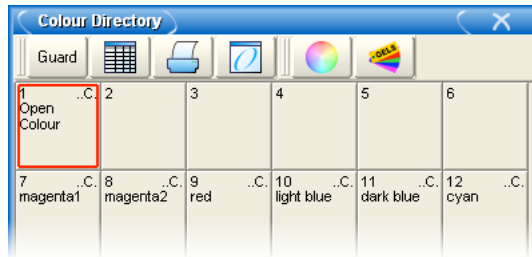 Colour Directory
Guard
GELS
1 ..C. 2 3 4 5 6
Open
Colour
7 ..C. 8 ..C. 9 ..C. 10 ..C. 11 ..C. 12 ..C.
magenta1 magenta2 red light blue dark blue cyan